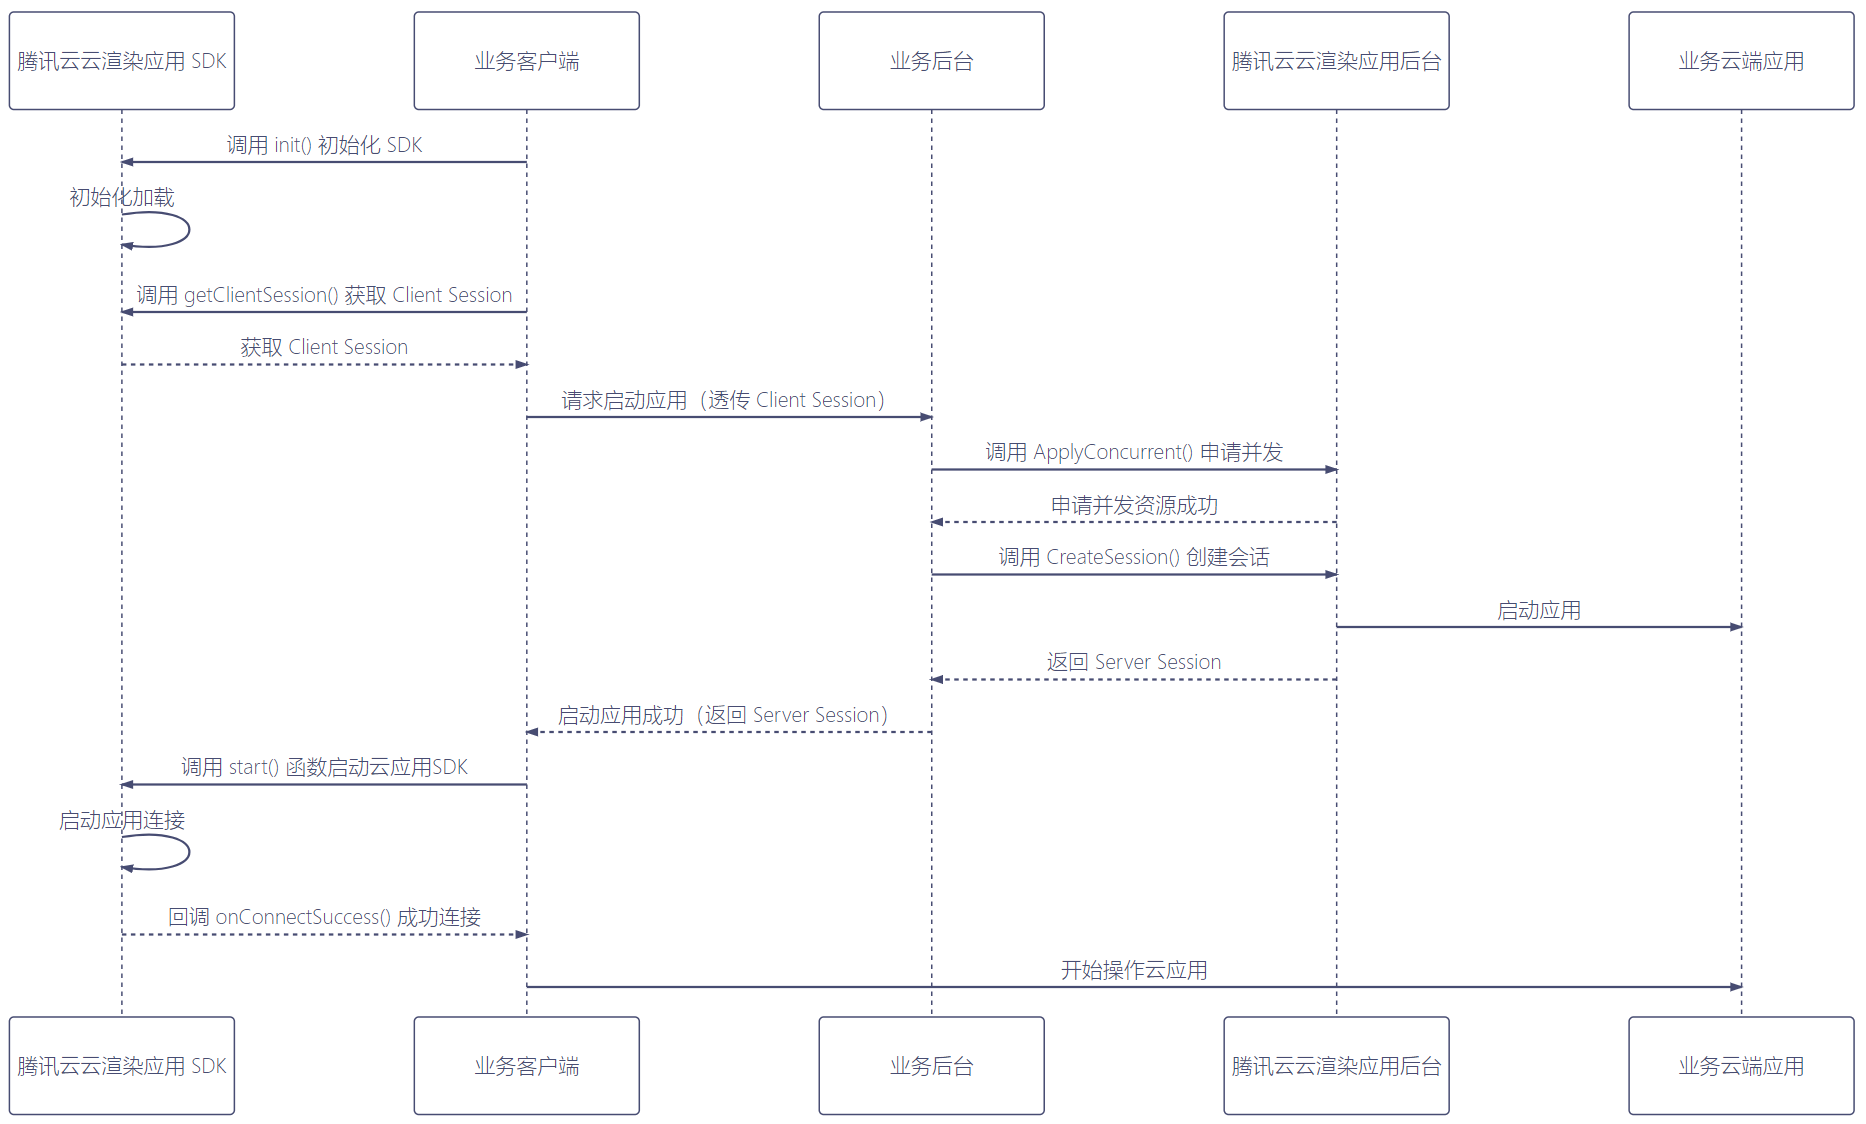 腾讯云云渲染应用 SDK
业务客户端
业务后台
腾讯云云渲染应用后台
业务云端应用
调用 init() 初始化 SDK
初始化加载
调用 getClientSession() 获取 Client Session
获取 Client Session
请求启动应用（透传 Client Session）
调用 ApplyConcurrent() 申请并发
申请并发资源成功
调用 CreateSession() 创建会话
启动应用
返回 Server Session
启动应用成功（返回 Server Session）
调用 start() 函数启动云应用SDK
启动应用连接
回调 onConnectSuccess() 成功连接
开始操作云应用
腾讯云云渲染应用 SDK
业务客户端
业务后台
腾讯云云渲染应用后台
业务云端应用